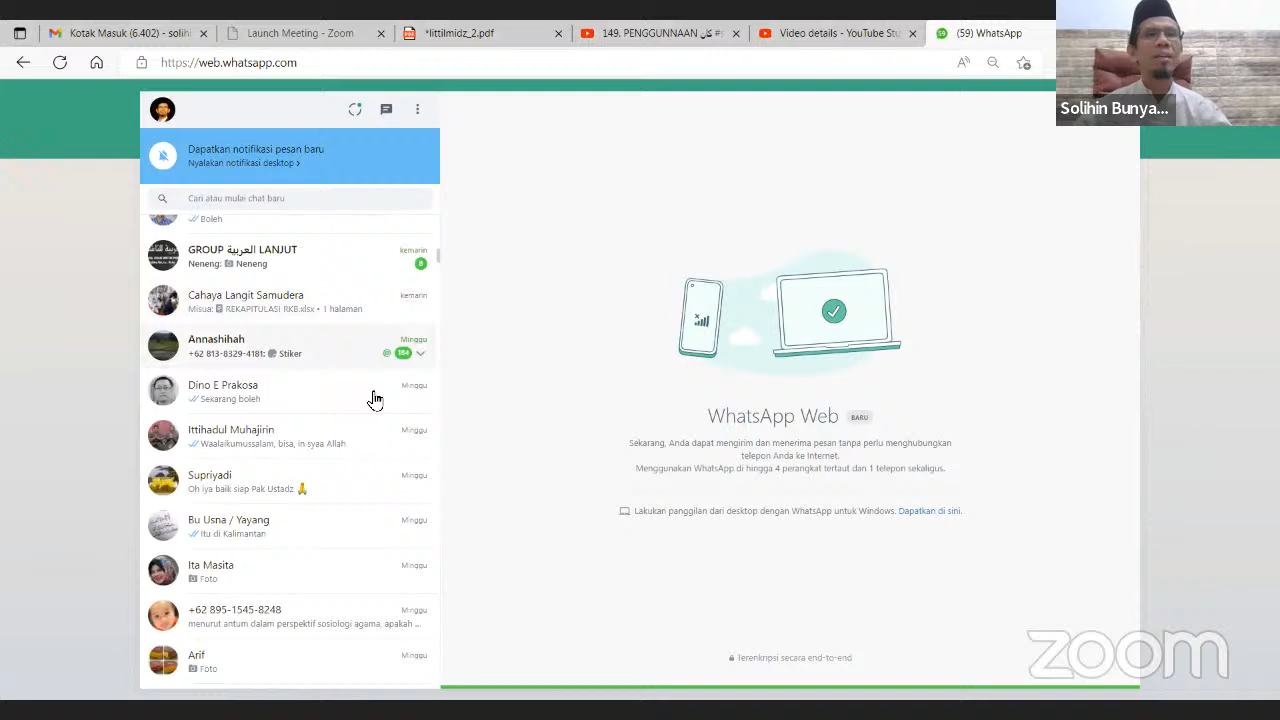 Kotak Masuk (6.402) - solihi
Launch Meeting - Zoom
*littilmidz_2.pdf
149. PENGGUNNAAN كل #
Video details - YouTube Stu
(59) WhatsApp
https://web.whatsapp.com
Solihin Bunya...
Dapatkan notifikasi pesan baru
Nyalakan notifikasi desktop >
Cari atau mulai chat baru
Boleh
GROUP العربية LANJUT
kemarin
Neneng: Neneng
8
Cahaya Langit Samudera
kemarin
Misua: REKAPITULASI RKB.xlsx • 1 halaman
Annashihah
Minggu
+62 813-8329-4181: Stiker
@ 184
Dino E Prakosa
Minggu
Sekarang boleh
Ittihadul Muhajirin
Minggu
Waalaikumussalam, bisa, in syaa Allah
Supriyadi
Minggu
Oh iya baik siap Pak Ustadz 🙏
Bu Usna / Yayang
Minggu
Itu di Kalimantan
Ita Masita
Minggu
Foto
+62 895-1545-8248
Minggu
menurut antum dalam perspektif sosiologi agama, apakah ...
Arif
Minggu
Foto
WhatsApp Web BARU
Sekarang, Anda dapat mengirim dan menerima pesan tanpa perlu menghubungkan
telepon Anda ke Internet.
Menggunakan WhatsApp di hingga 4 perangkat tertaut dan 1 telepon sekaligus.
Lakukan panggilan dari desktop dengan WhatsApp untuk Windows. Dapatkan di sini.
Terenkripsi secara end-to-end
zoom